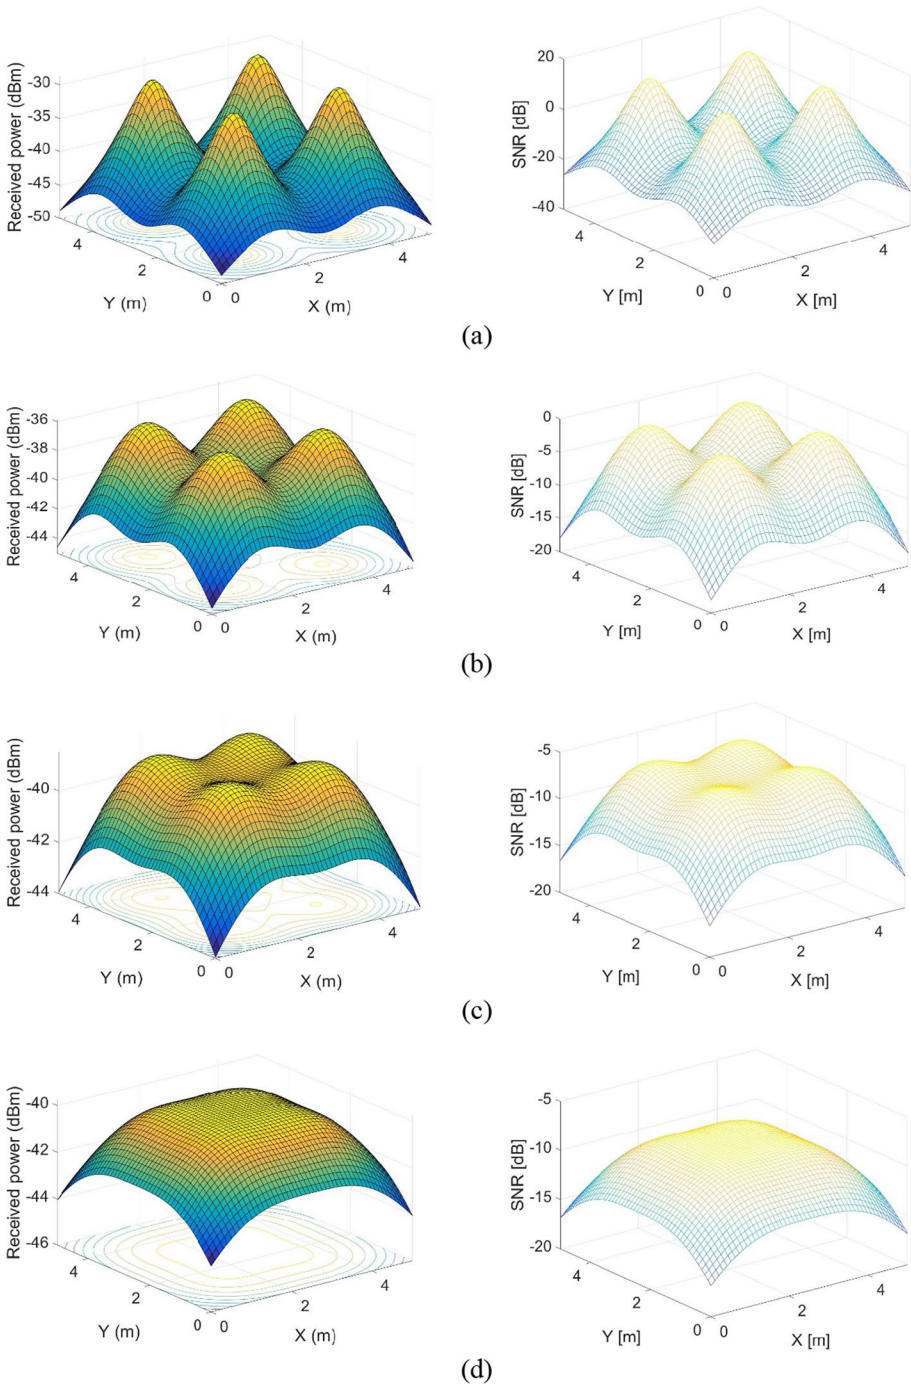 Received power (dBm)
-30
-35
-40
-45
-50
4
2
0
Y (m)
0
2
4
X (m)
SNR [dB]
20
0
-20
-40
4
2
0
Y [m]
0
2
4
X [m]
(a)
Received power (dBm)
-36
-38
-40
-42
-44
4
2
0
Y (m)
0
2
4
X (m)
SNR [dB]
0
-5
-10
-15
-20
4
2
0
Y [m]
0
2
4
X [m]
(b)
Received power (dBm)
-40
-42
-44
4
2
0
Y (m)
0
2
4
X (m)
SNR [dB]
-5
-10
-15
-20
4
2
0
Y [m]
0
2
4
X [m]
(c)
Received power (dBm)
-40
-42
-44
-46
4
2
0
Y (m)
0
2
4
X (m)
SNR [dB]
-5
-10
-15
-20
4
2
0
Y [m]
0
2
4
X [m]
(d)